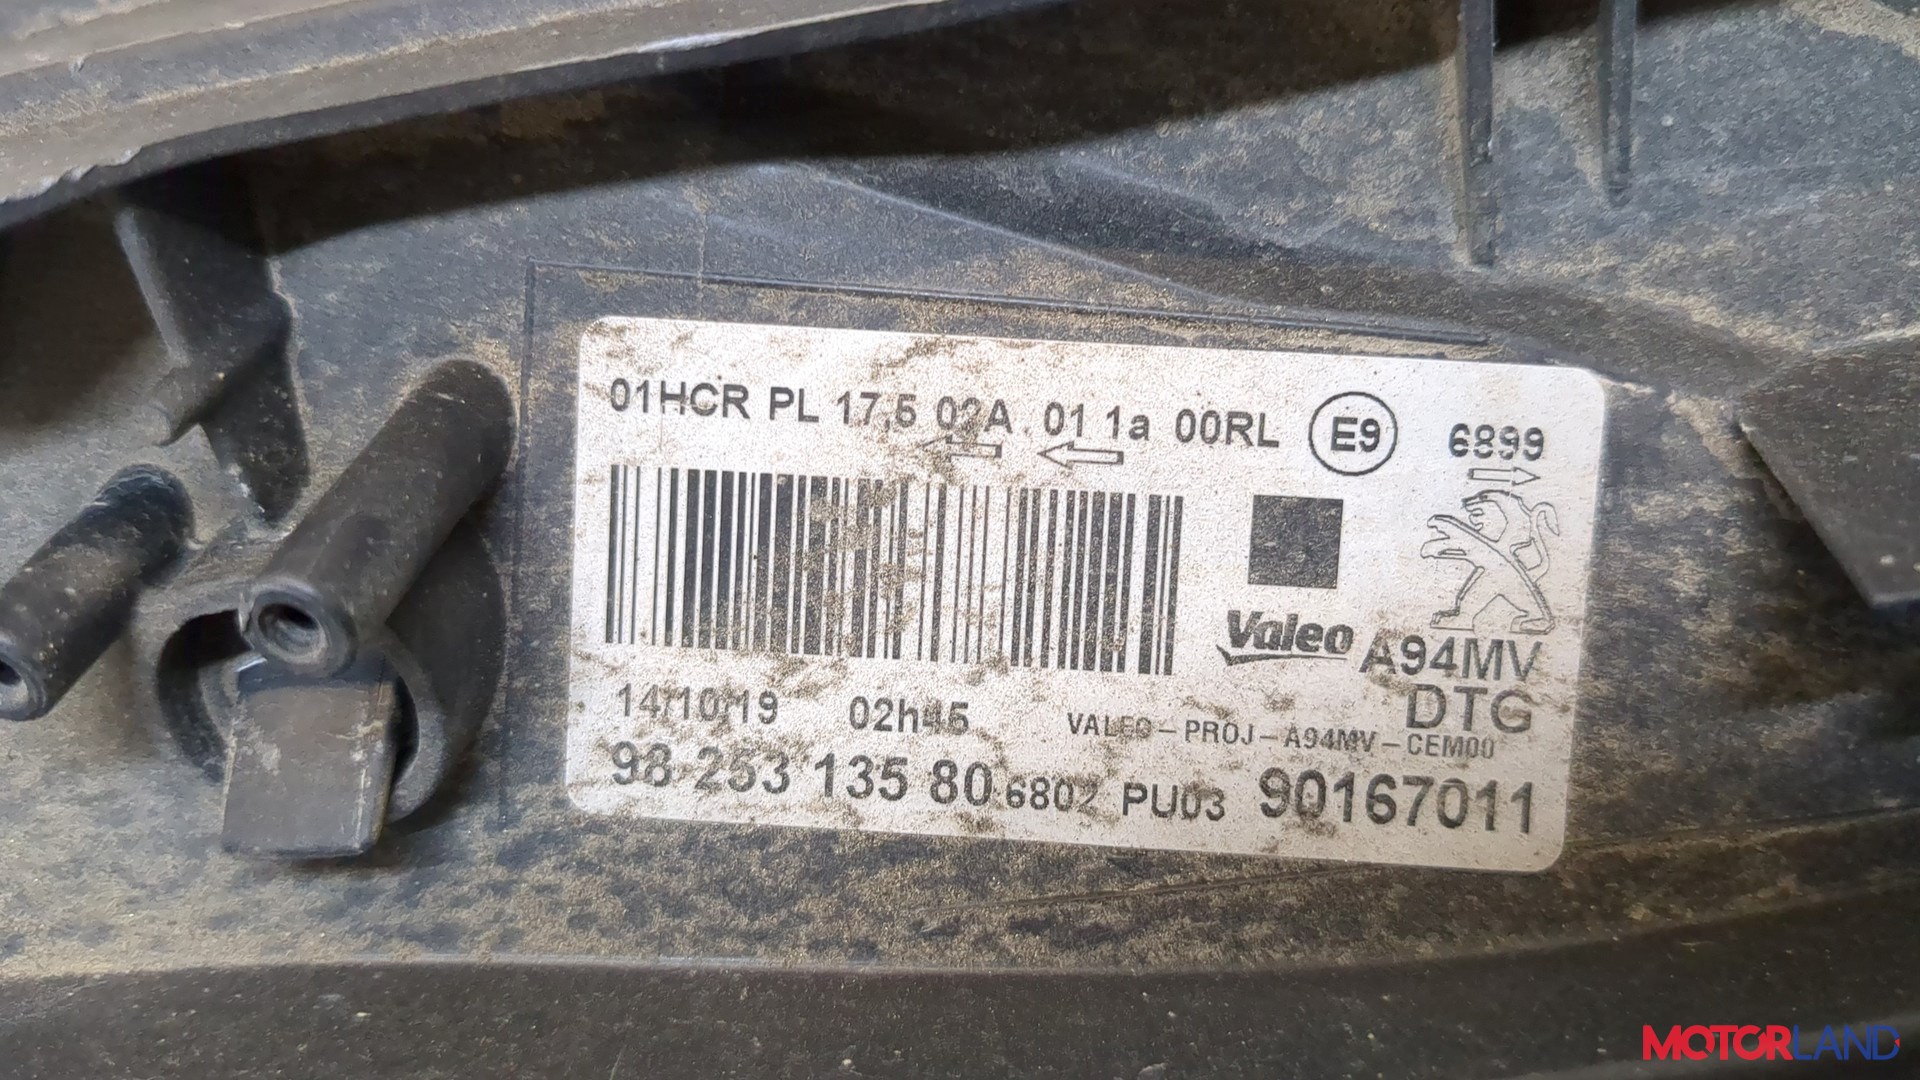 01HCR PL 17,5 02A 01 1a 00RL E9 6899
Valeo A94MV
DTG
14/10/19 02h45 VALEO-PROJ-A94MV-CEM00
98 253 135 80 6802 PU03 90167011
MOTORLAND